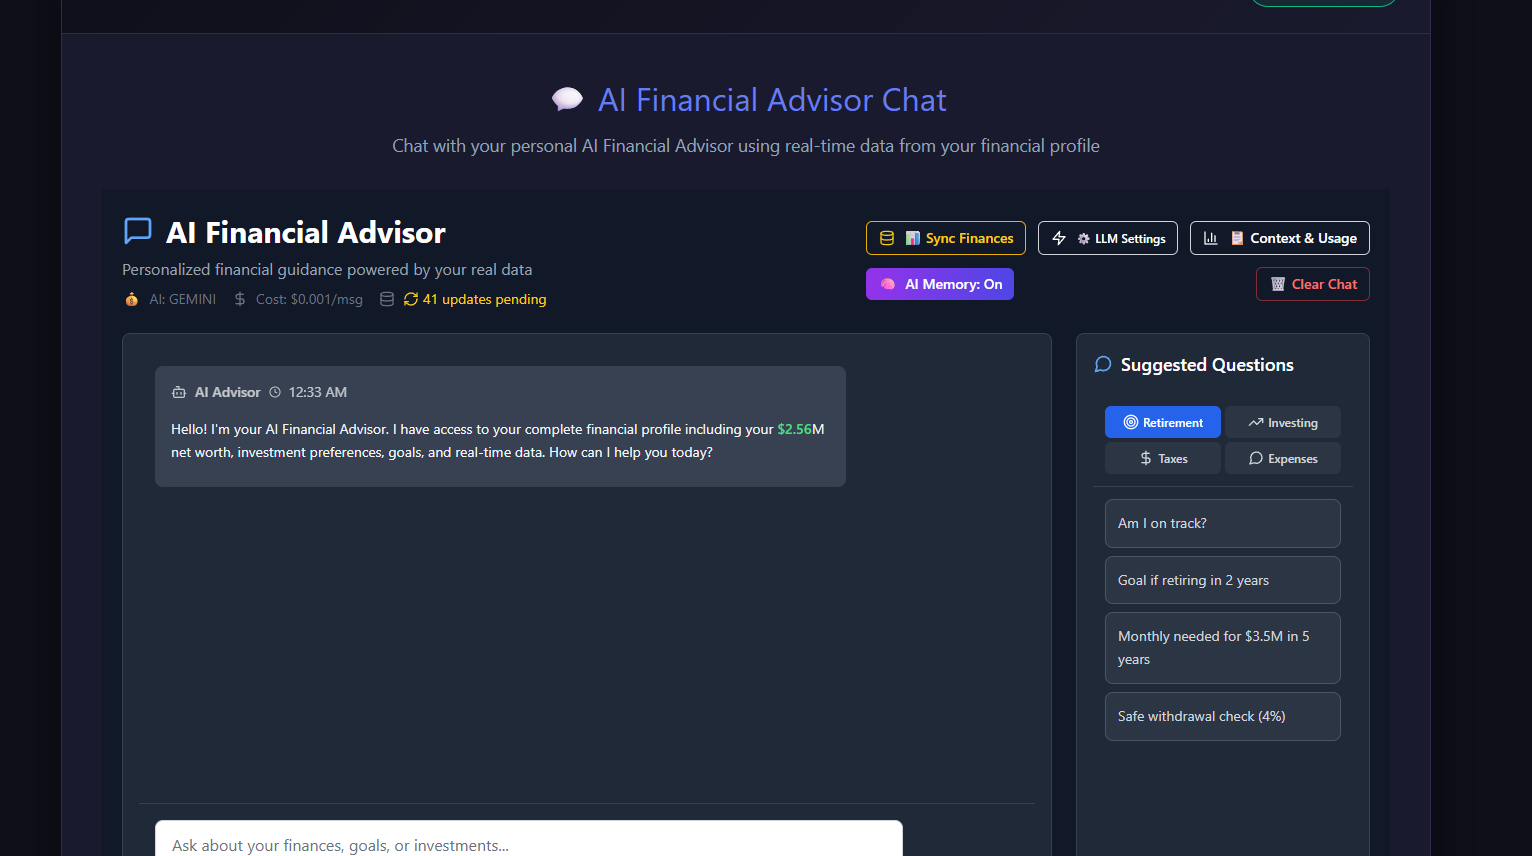 AI Financial Advisor Chat
Chat with your personal AI Financial Advisor using real-time data from your financial profile
AI Financial Advisor
Personalized financial guidance powered by your real data
AI: GEMINI Cost: $0.001/msg 41 updates pending
Sync Finances
LLM Settings
Context & Usage
AI Memory: On
Clear Chat
AI Advisor 12:33 AM
Hello! I'm your AI Financial Advisor. I have access to your complete financial profile including your $2.56M
net worth, investment preferences, goals, and real-time data. How can I help you today?
Ask about your finances, goals, or investments...
Suggested Questions
Retirement
Investing
Taxes
Expenses
Am I on track?
Goal if retiring in 2 years
Monthly needed for $3.5M in 5
years
Safe withdrawal check (4%)